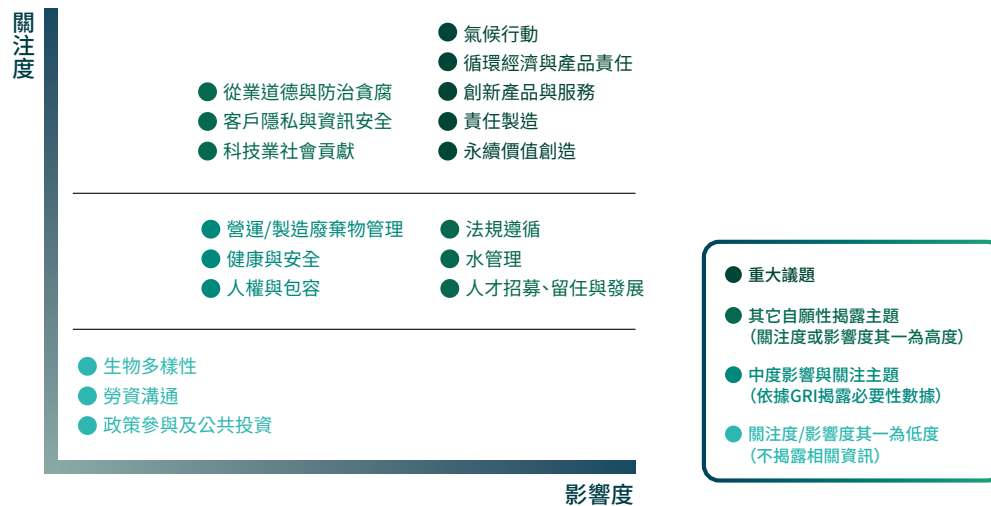 關注度
氣候行動
循環經濟與產品責任
創新產品與服務
責任製造
永續價值創造
從業道德與防治貪腐
客戶隱私與資訊安全
科技業社會貢獻
營運/製造廢棄物管理
健康與安全
人權與包容
法規遵循
水管理
人才招募、留任與發展
生物多樣性
勞資溝通
政策參與及公共投資
影響度
重大議題
其它自願性揭露主題
(關注度或影響度其一為高度)
中度影響與關注主題
(依據GRI揭露必要性數據)
關注度/影響度其一為低度
(不揭露相關資訊)